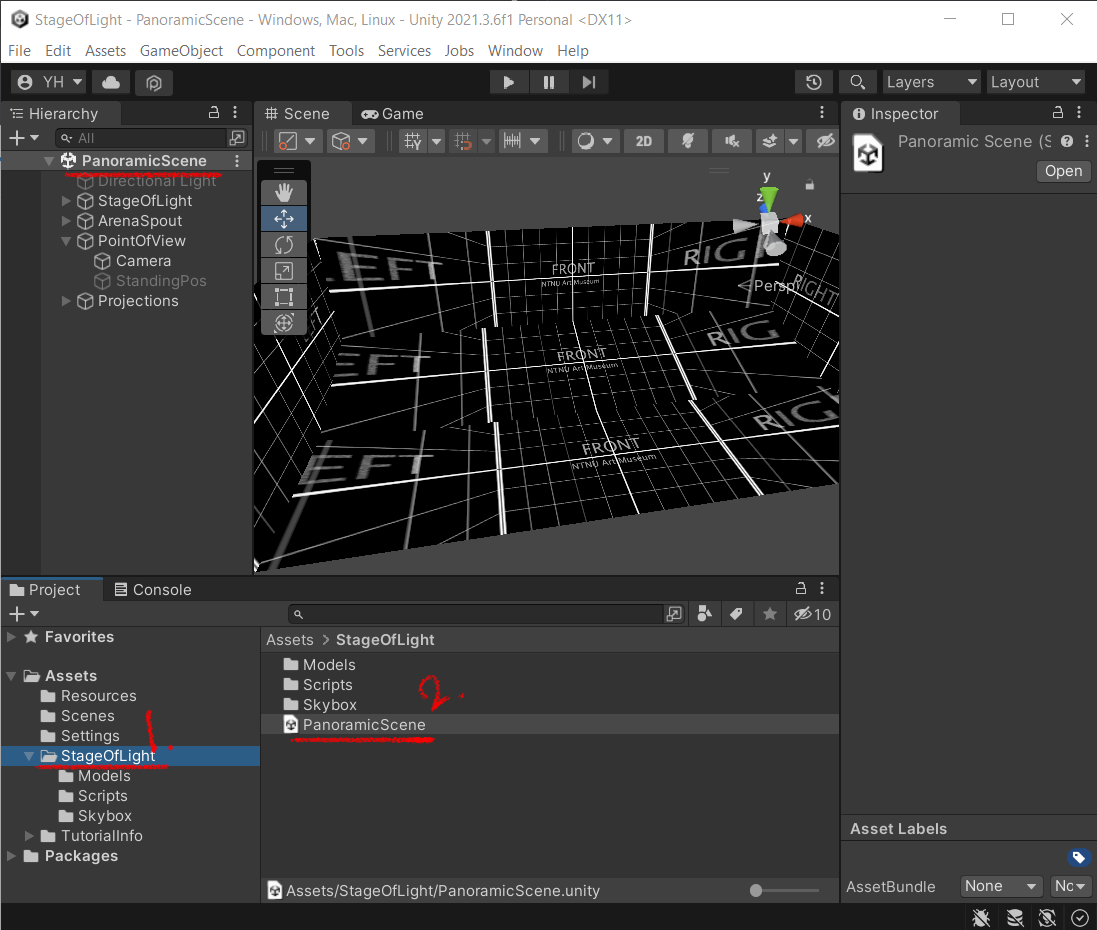 StageOfLight - PanoramicScene - Windows, Mac, Linux - Unity 2021.3.6f1 Personal <DX11>
File Edit Assets GameObject Component Tools Services Jobs Window Help
YH Layers Layout
Hierarchy
All
PanoramicScene
Directional Light
StageOfLight
ArenaSpout
PointOfView
Camera
StandingPos
Projections
Scene Game
2D
y
z
x
Persp
LEFT
FRONT
NTNU Art Museum
RIGHT
RIGHT
FRONT
NTNU Art Museum
RIG
EFT
FRONT
NTNU Art Museum
RIG
Inspector
Panoramic Scene (S
Open
Project Console
10
Favorites
Assets
Resources
Scenes
Settings
StageOfLight
Models
Scripts
Skybox
TutorialInfo
Packages
1.
Assets > StageOfLight
Models
Scripts
Skybox
PanoramicScene
2.
Assets/StageOfLight/PanoramicScene.unity
Asset Labels
AssetBundle None Nc